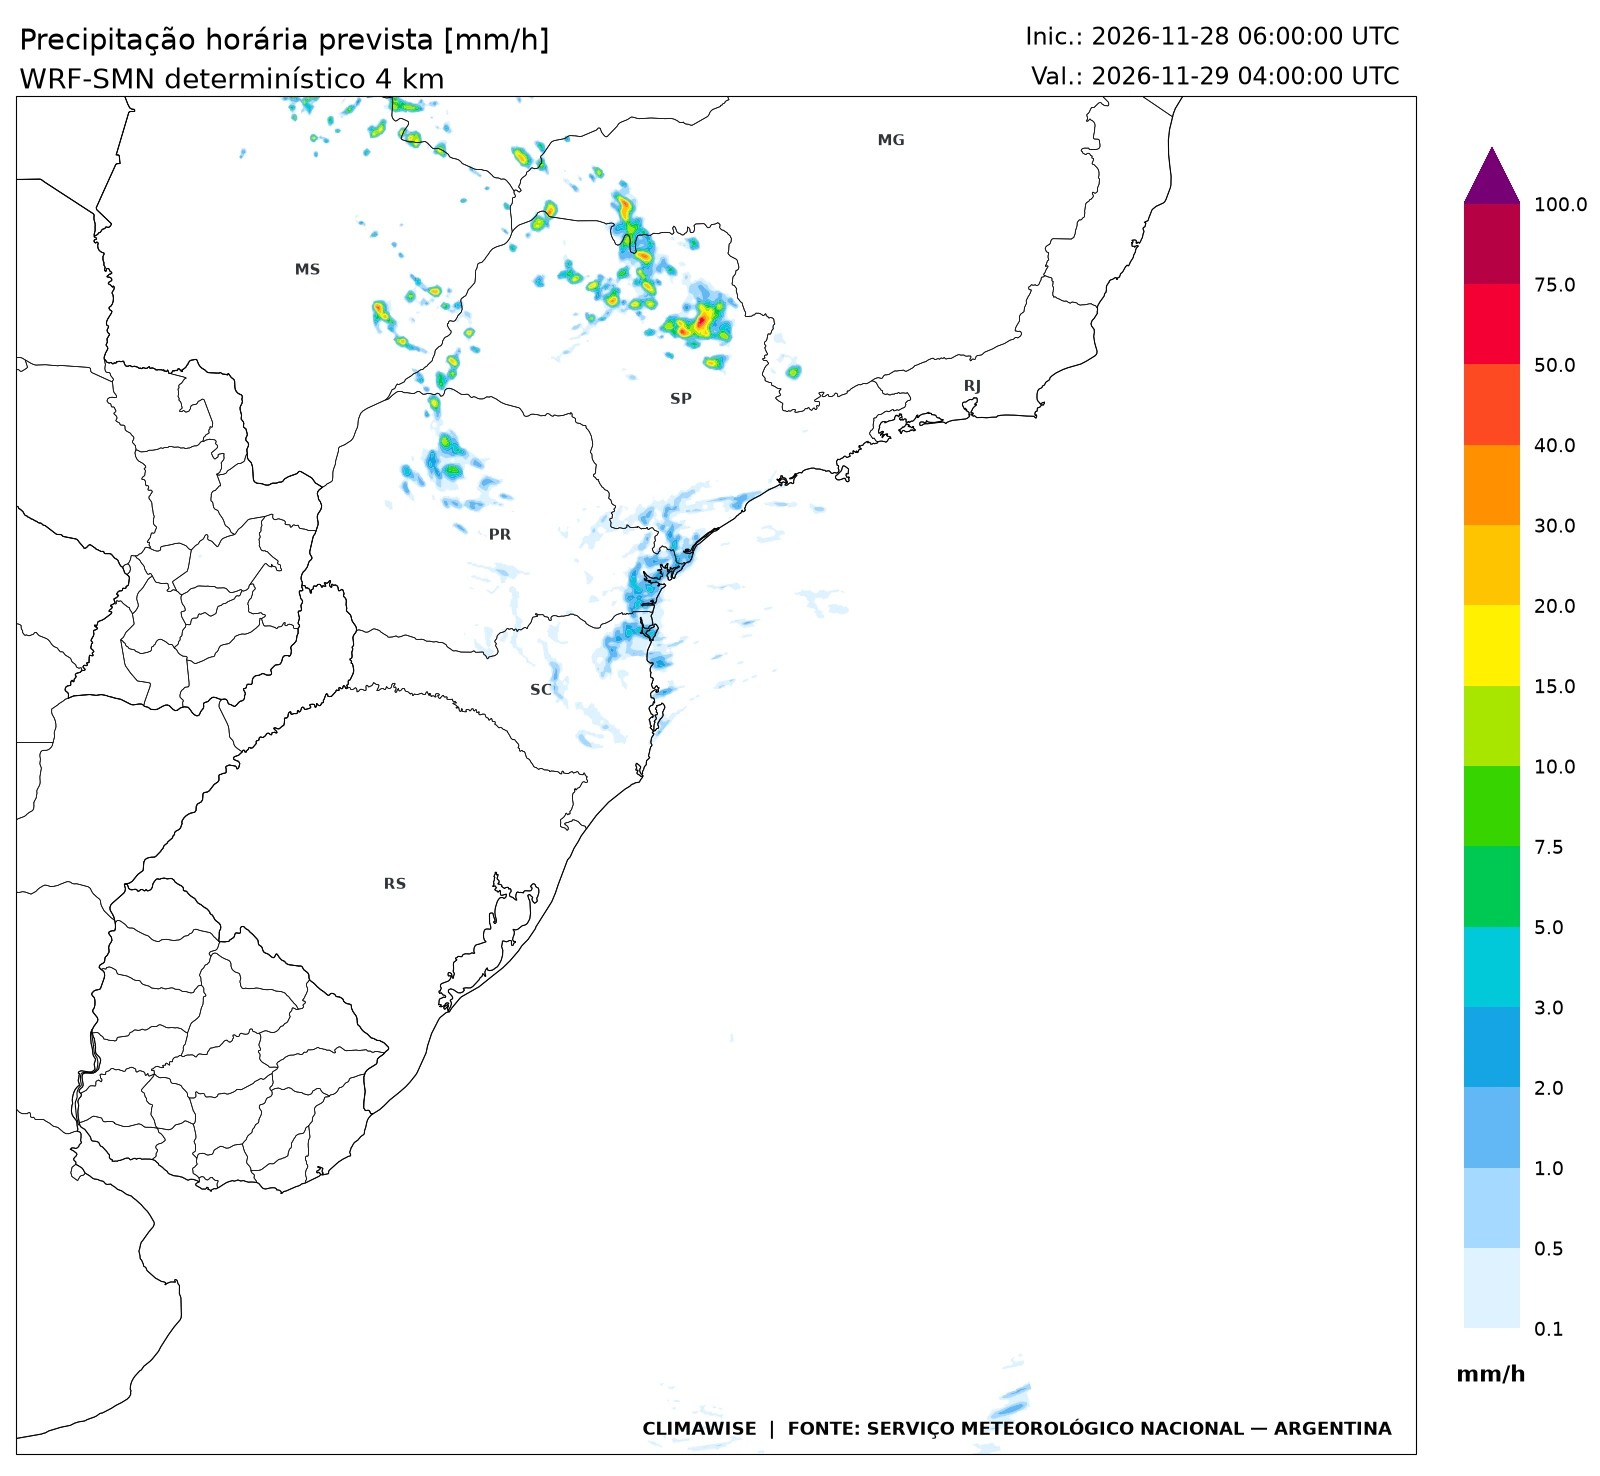 Precipitação horária prevista [mm/h]
WRF-SMN determinístico 4 km
Inic.: 2026-11-28 06:00:00 UTC
Val.: 2026-11-29 04:00:00 UTC
MG
MS
RJ
SP
PR
SC
RS
100.0
75.0
50.0
40.0
30.0
20.0
15.0
10.0
7.5
5.0
3.0
2.0
1.0
0.5
0.1
mm/h
CLIMAWISE | FONTE: SERVIÇO METEOROLÓGICO NACIONAL — ARGENTINA